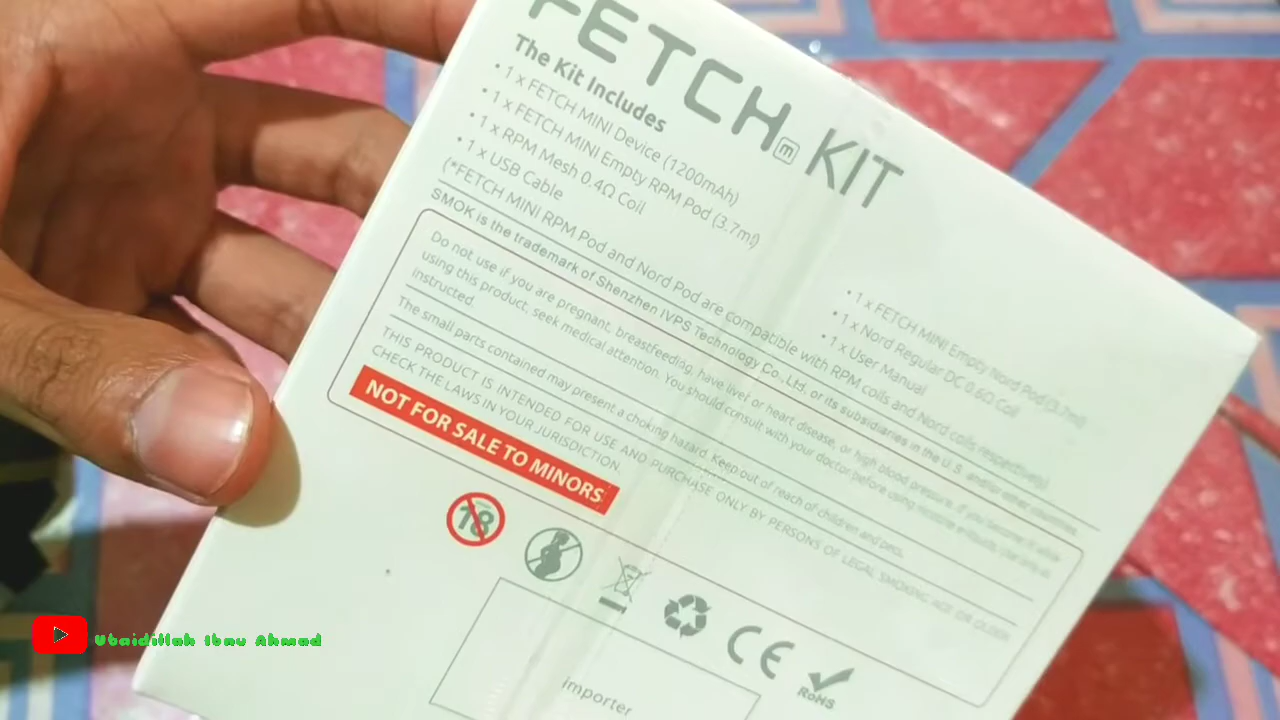 FETCH m KIT
The Kit Includes
• 1 x FETCH MINI Device (1200mAh)
• 1 x FETCH MINI Empty RPM Pod (3.7ml)
• 1 x RPM Mesh 0.4Ω Coil
• 1 x USB Cable
• 1 x FETCH MINI Empty Nord Pod (3.7ml)
• 1 x Nord Regular DC 0.6Ω Coil
• 1 x User Manual
(*FETCH MINI RPM Pod and Nord Pod are compatible with RPM coils and Nord coils respectively)
SMOK is the trademark of Shenzhen IVPS Technology Co., Ltd, or its subsidiaries in the U.S. and/or other countries.
Do not use if you are pregnant, breastfeeding, have liver or heart disease, or high blood pressure. If you become ill while
using this product, seek medical attention. You should consult with your doctor before using nicotine
instructed.
The small parts contained may present a choking hazard. Keep out of reach of children and pets.
THIS PRODUCT IS INTENDED FOR USE AND PURCHASE ONLY BY PERSONS OF LEGAL SMOKING AGE OR OLDER.
CHECK THE LAWS IN YOUR JURISDICTION.
NOT FOR SALE TO MINORS
18
CE
RoHS
importer
Ubaidillah Ibnu Ahmad